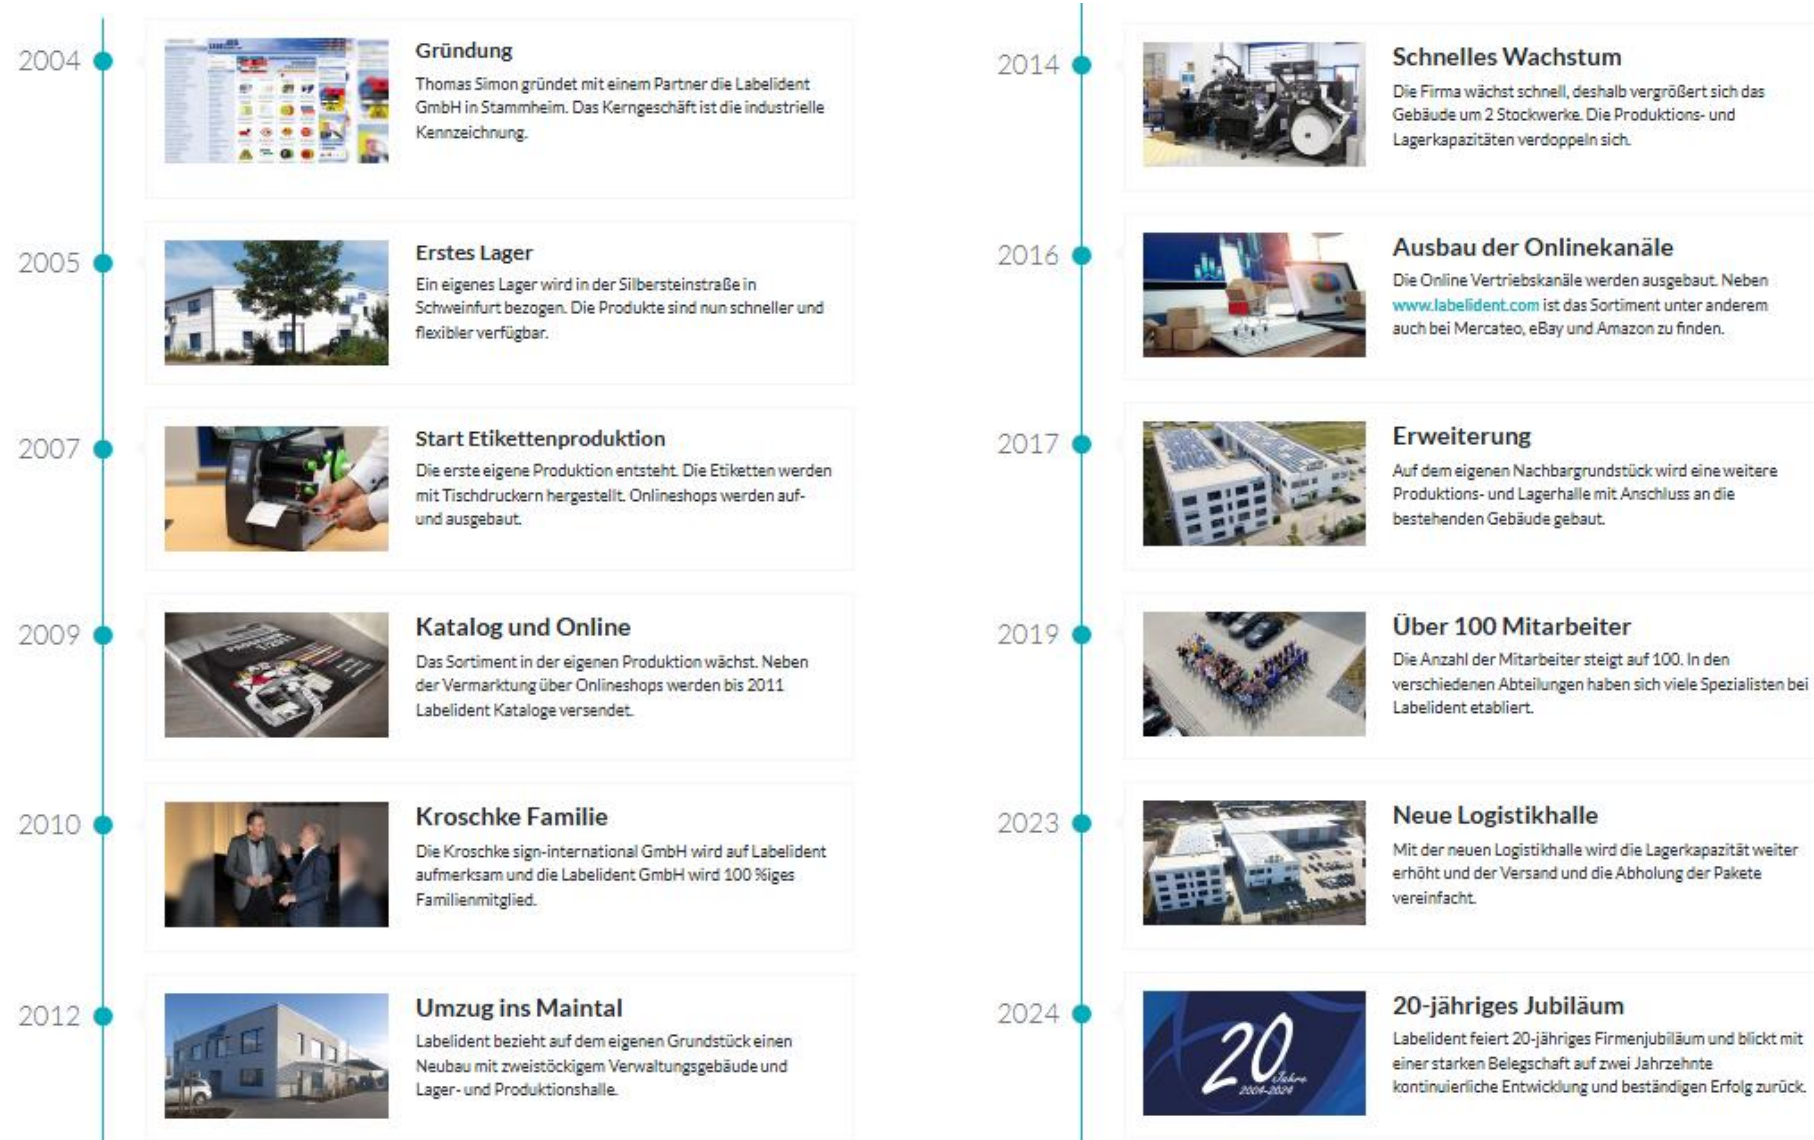 2004
Gründung
Thomas Simon gründet mit einem Partner die Labelident
GmbH in Stammheim. Das Kerngeschäft ist die industrielle
Kennzeichnung.
2005
Erstes Lager
Ein eigenes Lager wird in der Silbersteinstraße in
Schweinfurt bezogen. Die Produkte sind nun schneller und
flexibler verfügbar.
2007
Start Etikettenproduktion
Die erste eigene Produktion entsteht. Die Etiketten werden
mit Tischdruckern hergestellt. Onlineshops werden auf-
und ausgebaut.
2009
Katalog und Online
Das Sortiment in der eigenen Produktion wächst. Neben
der Vermarktung über Onlineshops werden bis 2011
Labelident Kataloge versendet.
2010
Kroschke Familie
Die Kroschke sign-international GmbH wird auf Labelident
aufmerksam und die Labelident GmbH wird 100 %iges
Familienmitglied.
2012
Umzug ins Maintal
Labelident bezieht auf dem eigenen Grundstück einen
Neubau mit zweistöckigem Verwaltungsgebäude und
Lager- und Produktionshalle.
2014
Schnelles Wachstum
Die Firma wächst schnell, deshalb vergrößert sich das
Gebäude um 2 Stockwerke. Die Produktions- und
Lagerkapazitäten verdoppeln sich.
2016
Ausbau der Onlinekanäle
Die Online Vertriebskanäle werden ausgebaut. Neben
www.labelident.com ist das Sortiment unter anderem
auch bei Mercateo, eBay und Amazon zu finden.
2017
Erweiterung
Auf dem eigenen Nachbargrundstück wird eine weitere
Produktions- und Lagerhalle mit Anschluss an die
bestehenden Gebäude gebaut.
2019
Über 100 Mitarbeiter
Die Anzahl der Mitarbeiter steigt auf 100. In den
verschiedenen Abteilungen haben sich viele Spezialisten bei
Labelident etabliert.
2023
Neue Logistikhalle
Mit der neuen Logistikhalle wird die Lagerkapazität weiter
erhöht und der Versand und die Abholung der Pakete
vereinfacht.
2024
20 Jahre
2004-2024
20-jähriges Jubiläum
Labelident feiert 20-jähriges Firmenjubiläum und blickt mit
einer starken Belegschaft auf zwei Jahrzehnte
kontinuierliche Entwicklung und beständigen Erfolg zurück.